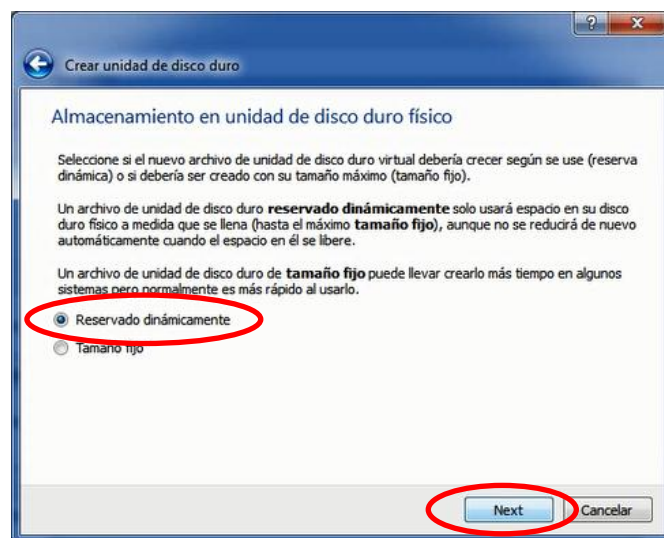 Crear unidad de disco duro
Almacenamiento en unidad de disco duro físico
Seleccione si el nuevo archivo de unidad de disco duro virtual debería crecer según se use (reserva
dinámica) o si debería ser creado con su tamaño máximo (tamaño fijo).
Un archivo de unidad de disco duro reservado dinámicamente solo usará espacio en su disco
duro físico a medida que se llena (hasta el máximo tamaño fijo), aunque no se reducirá de nuevo
automáticamente cuando el espacio en él se libere.
Un archivo de unidad de disco duro de tamaño fijo puede llevar crearlo más tiempo en algunos
sistemas pero normalmente es más rápido al usarlo.
Reservado dinámicamente
Tamaño fijo
Next Cancelar